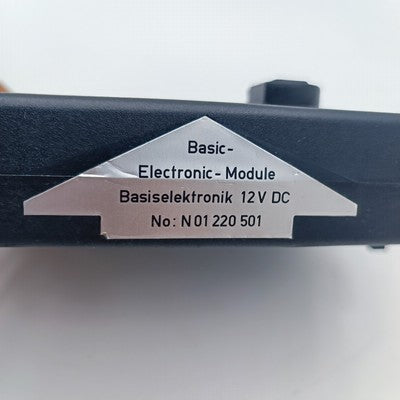 Basic-
Electronic-Module
Basiselektronik 12V DC
No: N 01 220 501